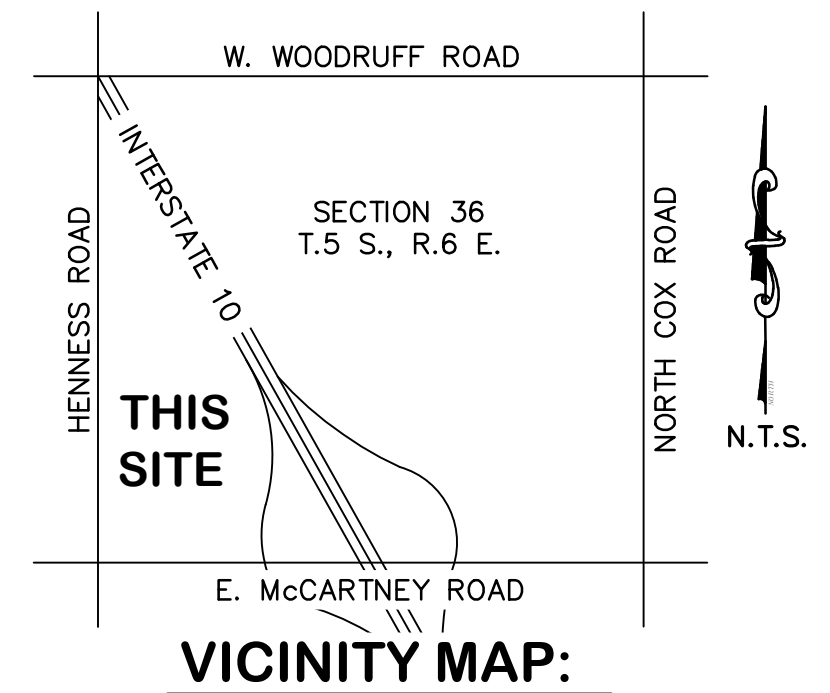 W. WOODRUFF ROAD
INTERSTATE 10
SECTION 36
T.5 S., R.6 E.
HENNESS ROAD
NORTH COX ROAD
NORTH
N.T.S.
THIS
SITE
E. McCARTNEY ROAD
VICINITY MAP: